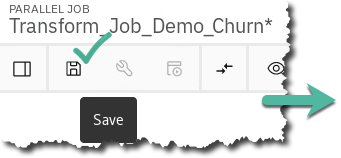 PARALLEL JOB
Transform_Job_Demo_Churn*
Save